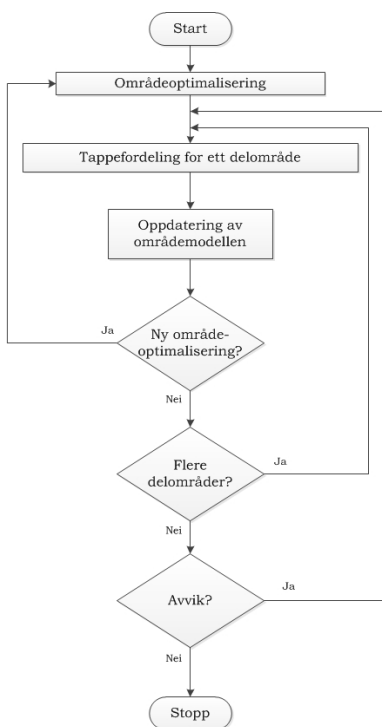 Start
Områdeoptimalisering
Tappefordeling for ett delområde
Oppdatering av
områdemodellen
Ja
Ny område-
optimalisering?
Nei
Flere
delområder?
Ja
Nei
Avvik?
Ja
Nei
Stopp